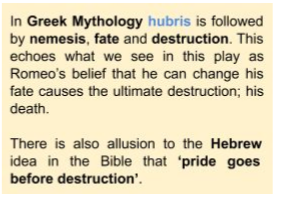 In Greek Mythology hubris is followed
by nemesis, fate and destruction. This
echoes what we see in this play as
Romeo's belief that he can change his
fate causes the ultimate destruction; his
death.
There is also allusion to the Hebrew
idea in the Bible that 'pride goes
before destruction'.